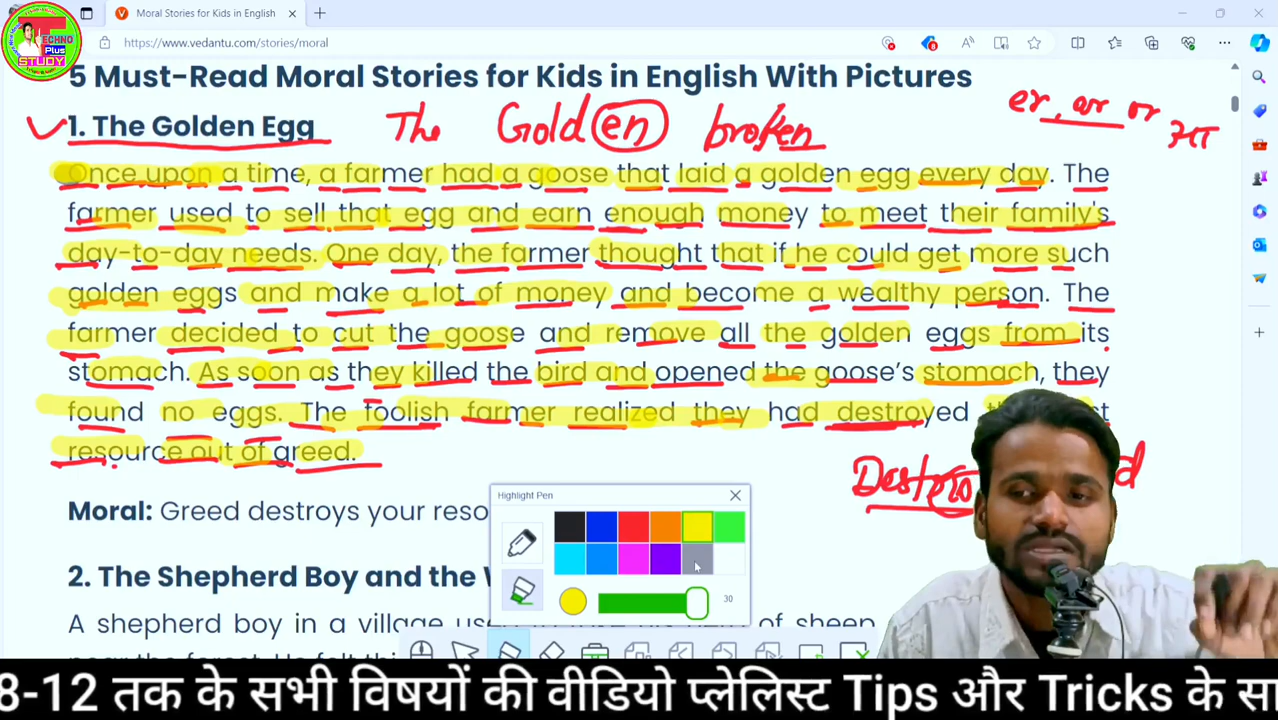 Moral Stories for Kids in English
https://www.vedantu.com/stories/moral
TECHNO
Plus
STUDY
5 Must-Read Moral Stories for Kids in English With Pictures
1. The Golden Egg
The Golden broken
er, ar or
Once upon a time, a farmer had a goose that laid a golden egg every day. The
farmer used to sell that egg and earn enough money to meet their family's
day-to-day needs. One day, the farmer thought that if he could get more such
golden eggs and make a lot of money and become a wealthy person. The
farmer decided to cut the goose and remove all the golden eggs from its
stomach. As soon as they killed the bird and opened the goose's stomach, they
found no eggs. The foolish farmer realized they had destroyed
resource out of greed.
Moral: Greed destroys your
Highlight Pen
30
2. The Shepherd Boy and the
A shepherd boy in a village used to of sheep
8-12 तक के सभी विषयों की वीडियो प्लेलिस्ट Tips और Tricks के